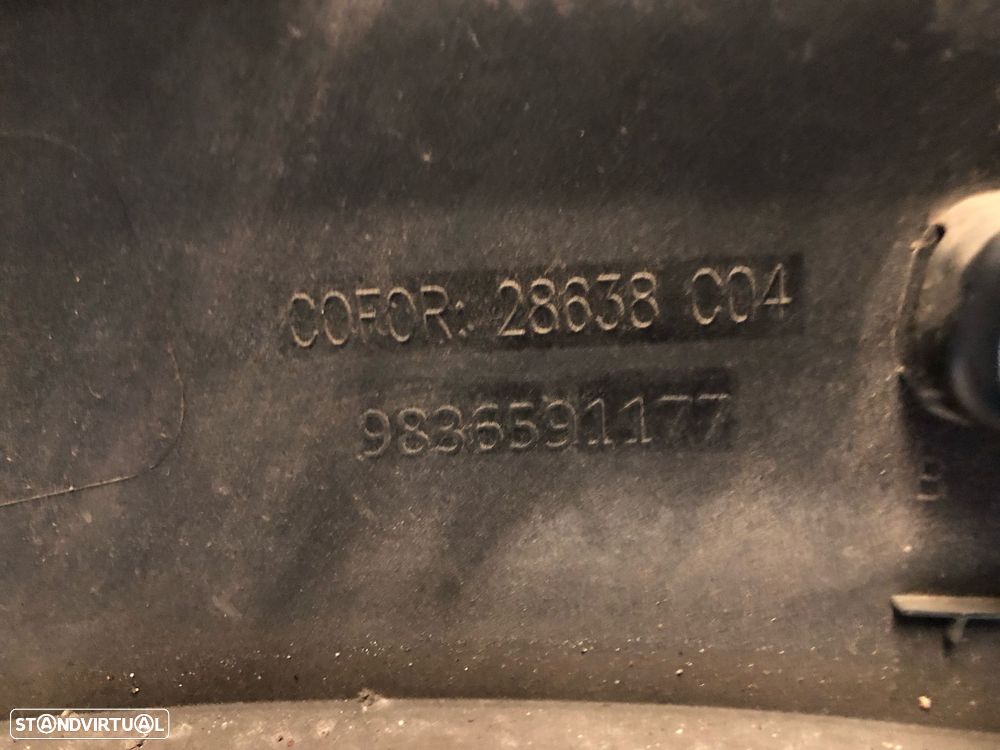 COFOR: 28638 C04
9836591177
B
STANDVIRTUAL